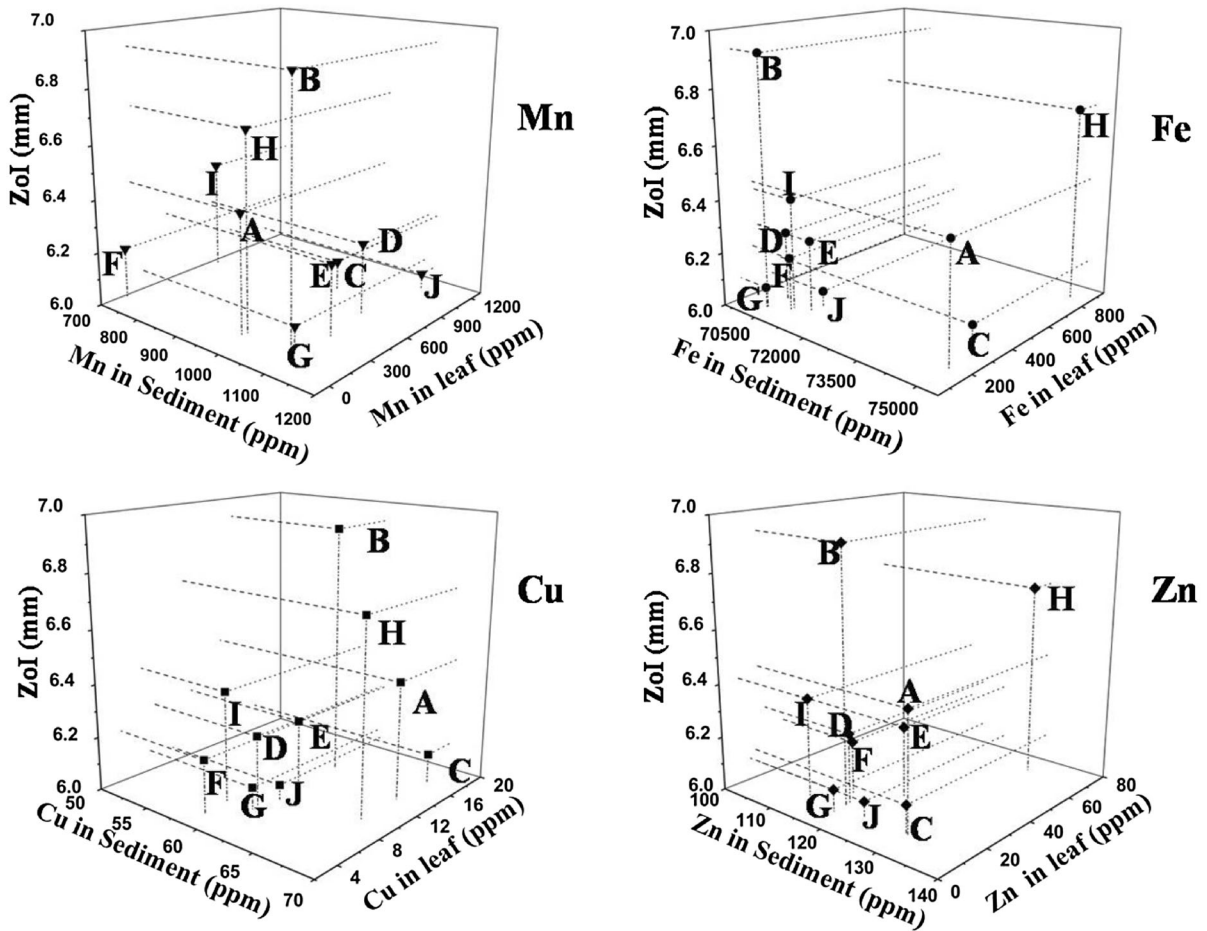 7.0
6.8
6.6
6.4
6.2
6.0
ZoI (mm)
B
H
I
A
F
D
E
C
J
G
Mn
700
800
900
1000
1100
1200
Mn in Sediment (ppm)
0
300
600
900
1200
Mn in leaf (ppm)
7.0
6.8
6.6
6.4
6.2
6.0
ZoI (mm)
B
H
I
D
E
A
F
G
J
C
Fe
70500
72000
73500
75000
Fe in Sediment (ppm)
200
400
600
800
Fe in leaf (ppm)
7.0
6.8
6.6
6.4
6.2
6.0
ZoI (mm)
B
H
A
I
D
E
F
G
J
C
Cu
50
55
60
65
70
Cu in Sediment (ppm)
4
8
12
16
20
Cu in leaf (ppm)
7.0
6.8
6.6
6.4
6.2
6.0
ZoI (mm)
B
H
A
I
D
E
F
G
J
C
Zn
100
110
120
130
140
Zn in Sediment (ppm)
0
20
40
60
80
Zn in leaf (ppm)